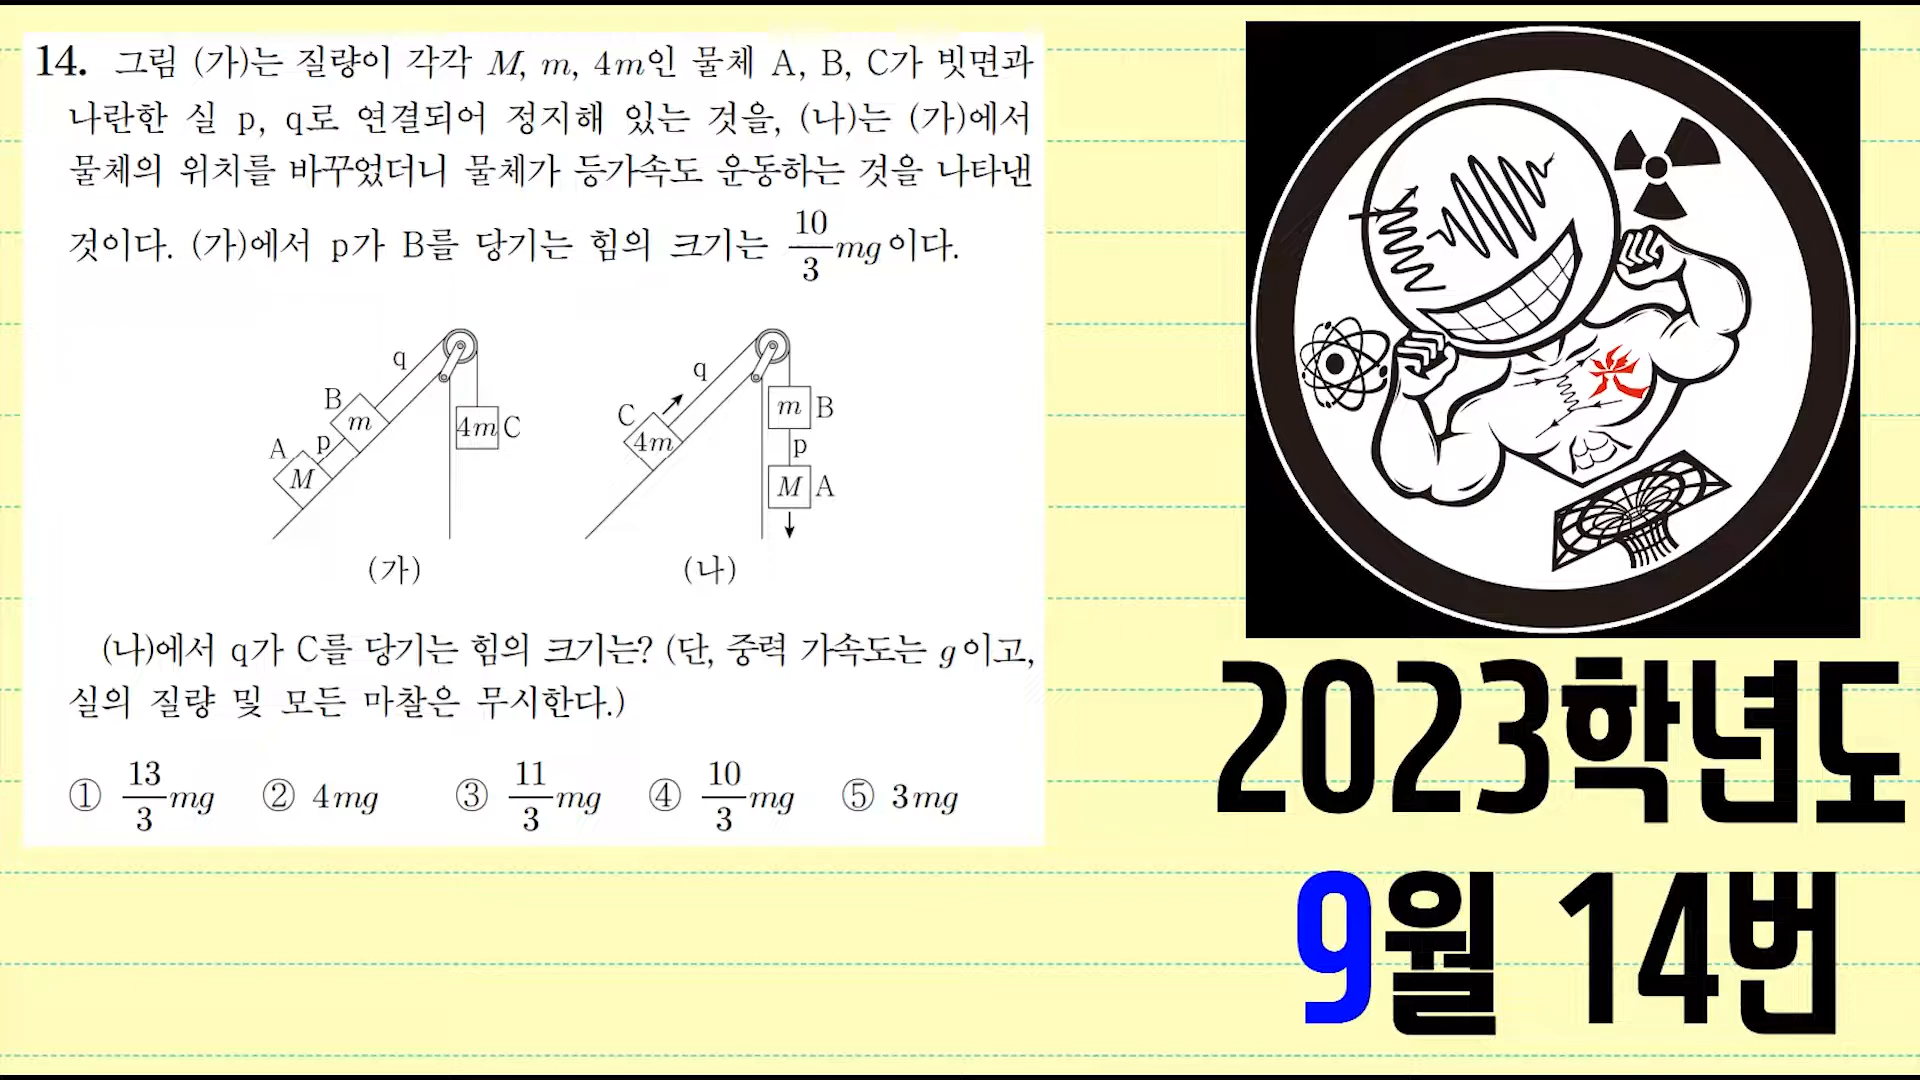 14. 그림 (가)는 질량이 각각 M, m, 4m인 물체 A, B, C가 빗면과
나란한 실 p, q로 연결되어 정지해 있는 것을, (나)는 (가)에서
물체의 위치를 바꾸었더니 물체가 등가속도 운동하는 것을 나타낸
것이다. (가)에서 p가 B를 당기는 힘의 크기는 10/3 mg이다.
q
B
m
4m C
A
p
M
(가)
q
C
4m
m B
p
M A
(나)
(나)에서 q가 C를 당기는 힘의 크기는? (단, 중력 가속도는 g이고,
실의 질량 및 모든 마찰은 무시한다.)
① 13/3 mg ② 4mg ③ 11/3 mg ④ 10/3 mg ⑤ 3mg
2023학년도
9월 14번